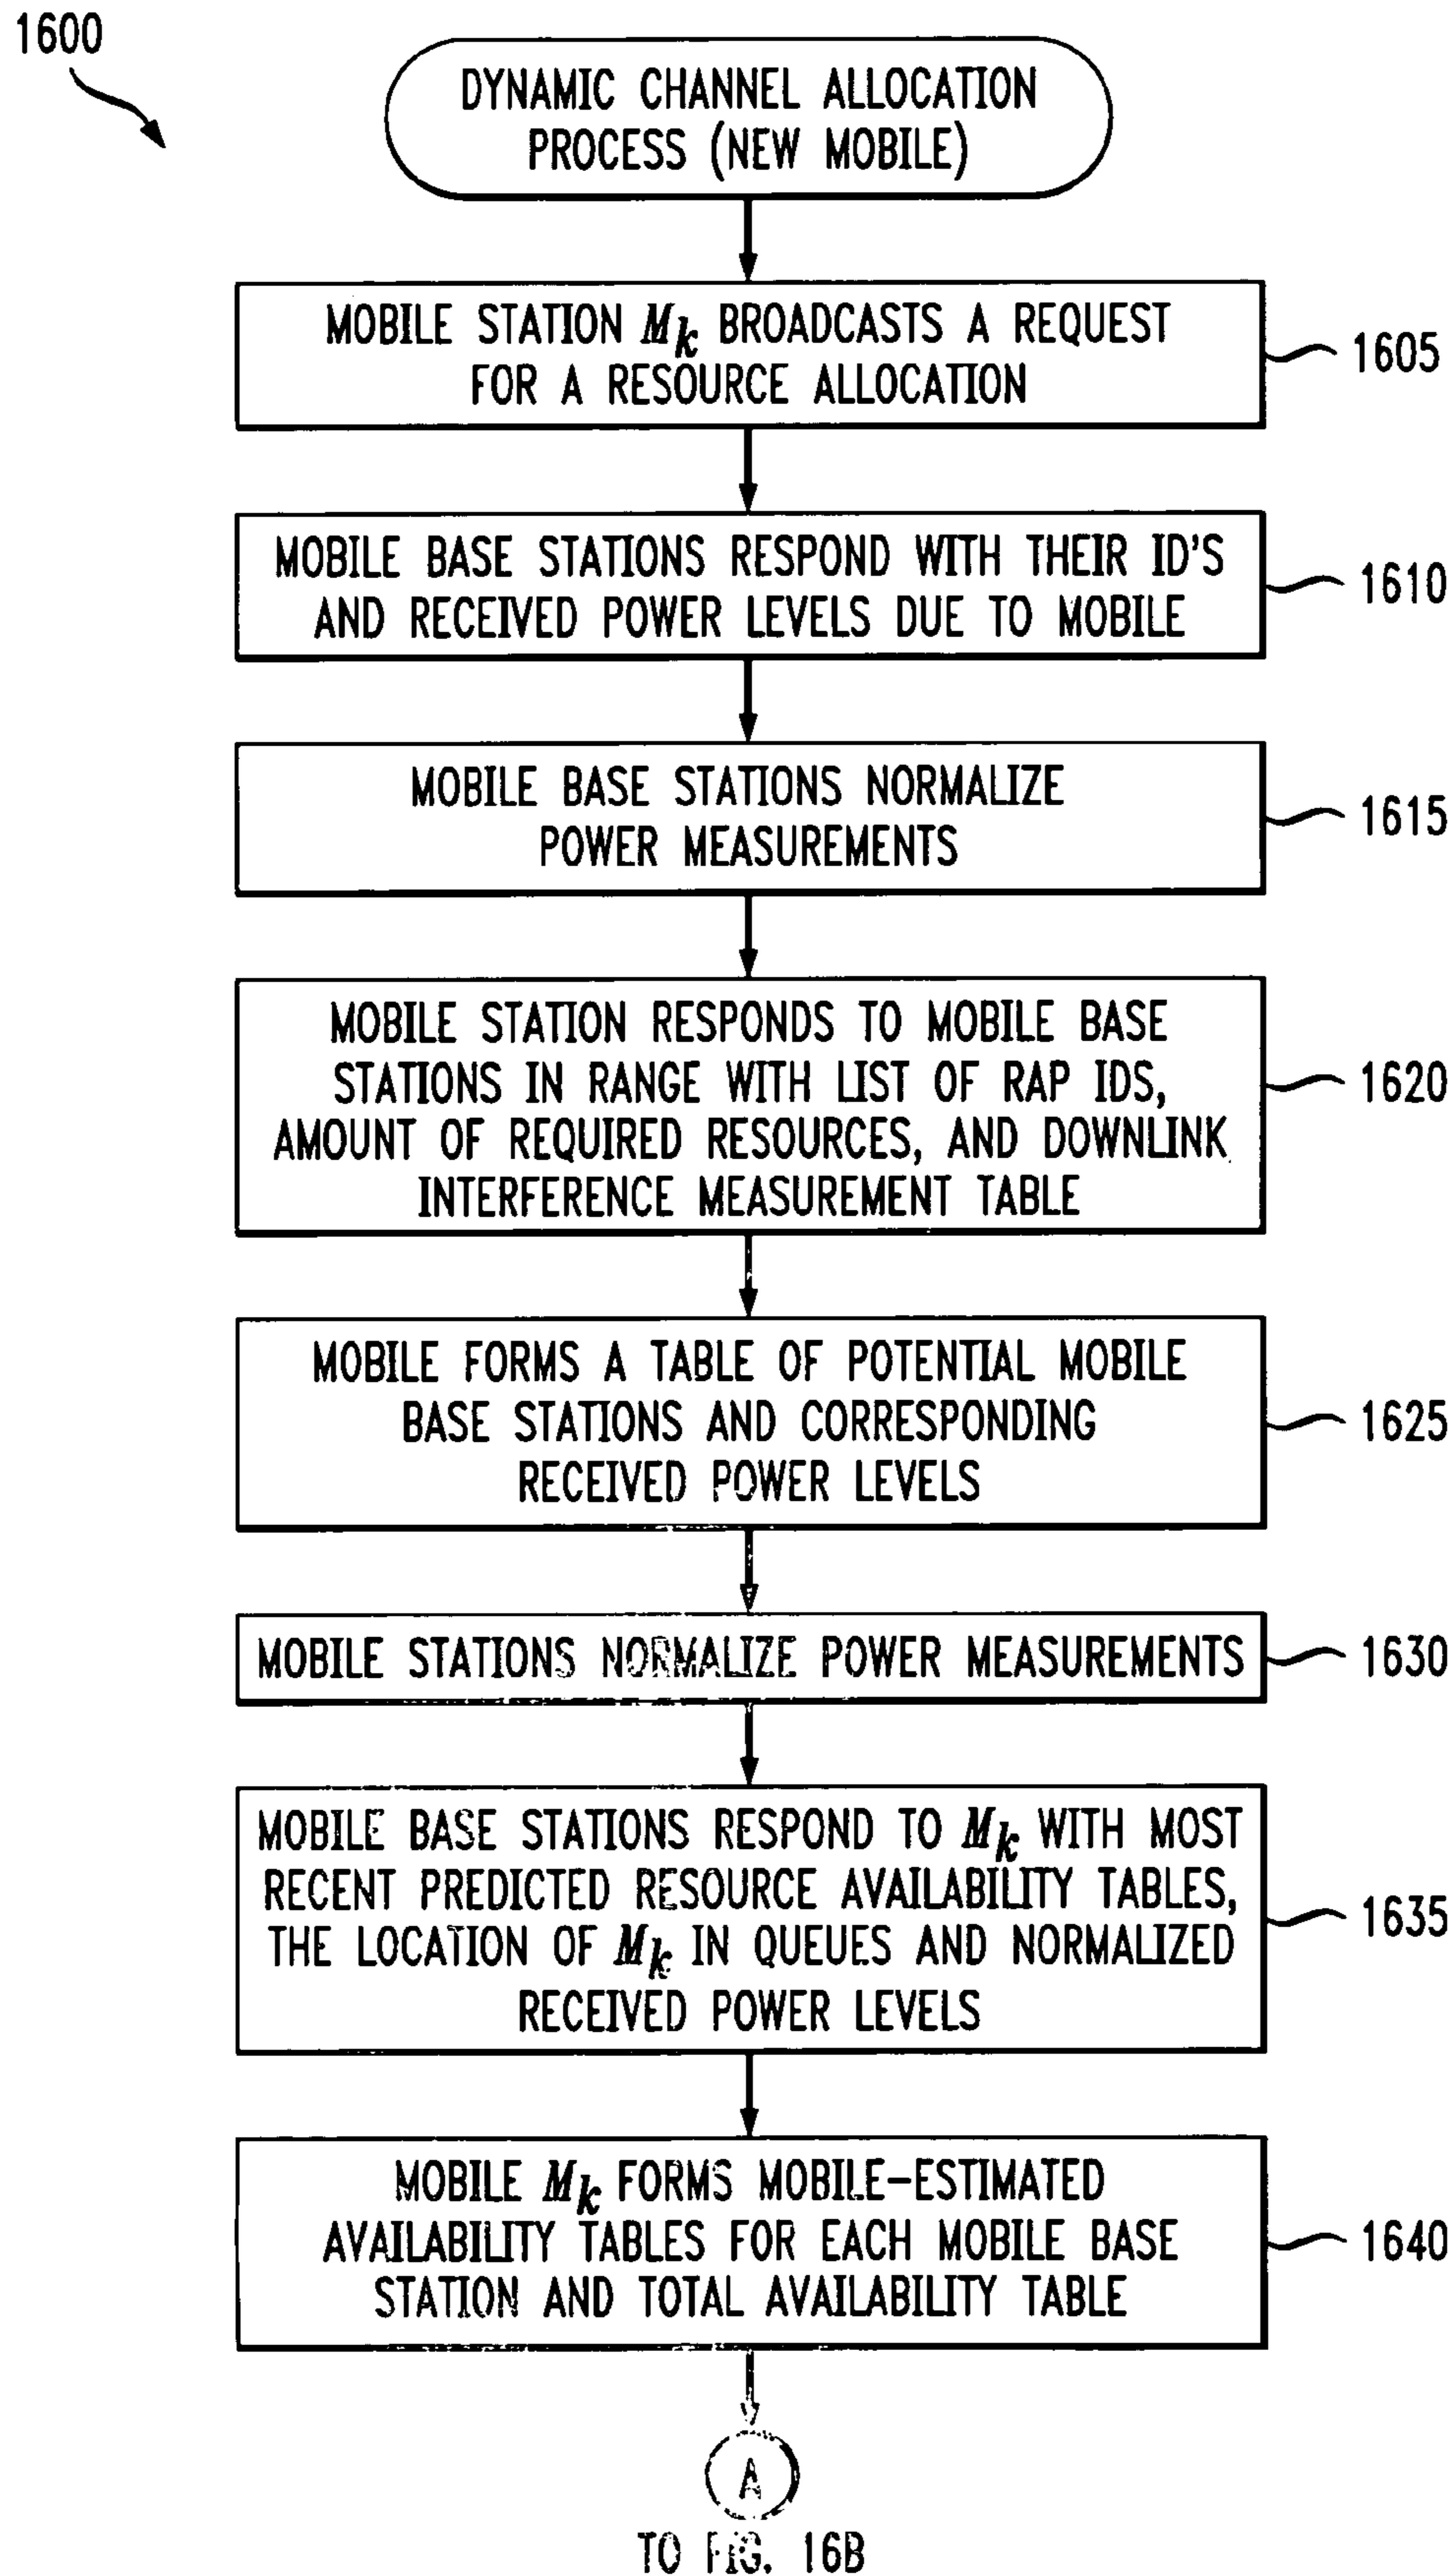 1600
DYNAMIC CHANNEL ALLOCATION
PROCESS (NEW MOBILE)
MOBILE STATION Mk BROADCASTS A REQUEST
FOR A RESOURCE ALLOCATION
1605
MOBILE BASE STATIONS RESPOND WITH THEIR ID'S
AND RECEIVED POWER LEVELS DUE TO MOBILE
1610
MOBILE BASE STATIONS NORMALIZE
POWER MEASUREMENTS
1615
MOBILE STATION RESPONDS TO MOBILE BASE
STATIONS IN RANGE WITH LIST OF RAP IDS,
AMOUNT OF REQUIRED RESOURCES, AND DOWNLINK
INTERFERENCE MEASUREMENT TABLE
1620
MOBILE FORMS A TABLE OF POTENTIAL MOBILE
BASE STATIONS AND CORRESPONDING
RECEIVED POWER LEVELS
1625
MOBILE STATIONS NORMALIZE POWER MEASUREMENTS
1630
MOBILE BASE STATIONS RESPOND TO Mk WITH MOST
RECENT PREDICTED RESOURCE AVAILABILITY TABLES,
THE LOCATION OF Mk IN QUEUES AND NORMALIZED
RECEIVED POWER LEVELS
1635
MOBILE Mk FORMS MOBILE-ESTIMATED
AVAILABILITY TABLES FOR EACH MOBILE BASE
STATION AND TOTAL AVAILABILITY TABLE
1640
A
TO FIG. 16B